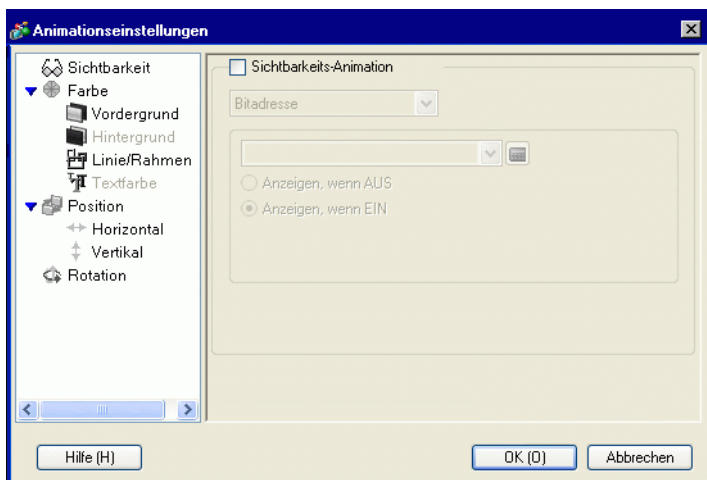 Animationseinstellungen
Sichtbarkeit
Farbe
Vordergrund
Hintergrund
Linie/Rahmen
Textfarbe
Position
Horizontal
Vertikal
Rotation
Sichtbarkeits-Animation
Bitadresse
Anzeigen, wenn AUS
Anzeigen, wenn EIN
Hilfe (H)
OK (O)
Abbrechen